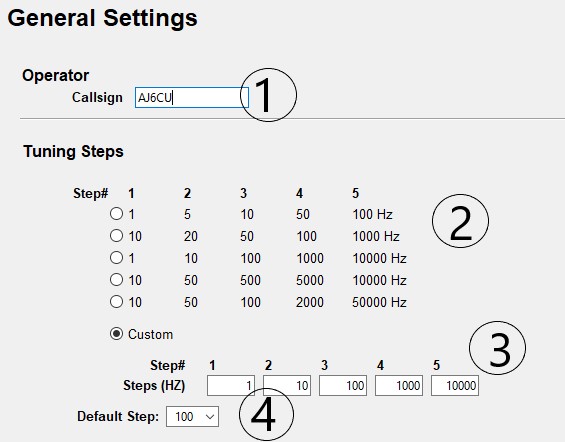 General Settings
Operator
Callsign AJ6CU 1
Tuning Steps
Step# 1 2 3 4 5
1 5 10 50 100 Hz
10 20 50 100 1000 Hz
1 10 100 1000 10000 Hz
10 50 500 5000 10000 Hz
10 50 100 2000 50000 Hz
2
Custom
3
Step# 1 2 3 4 5
Steps (HZ) 1 10 100 1000 10000
Default Step: 100 4